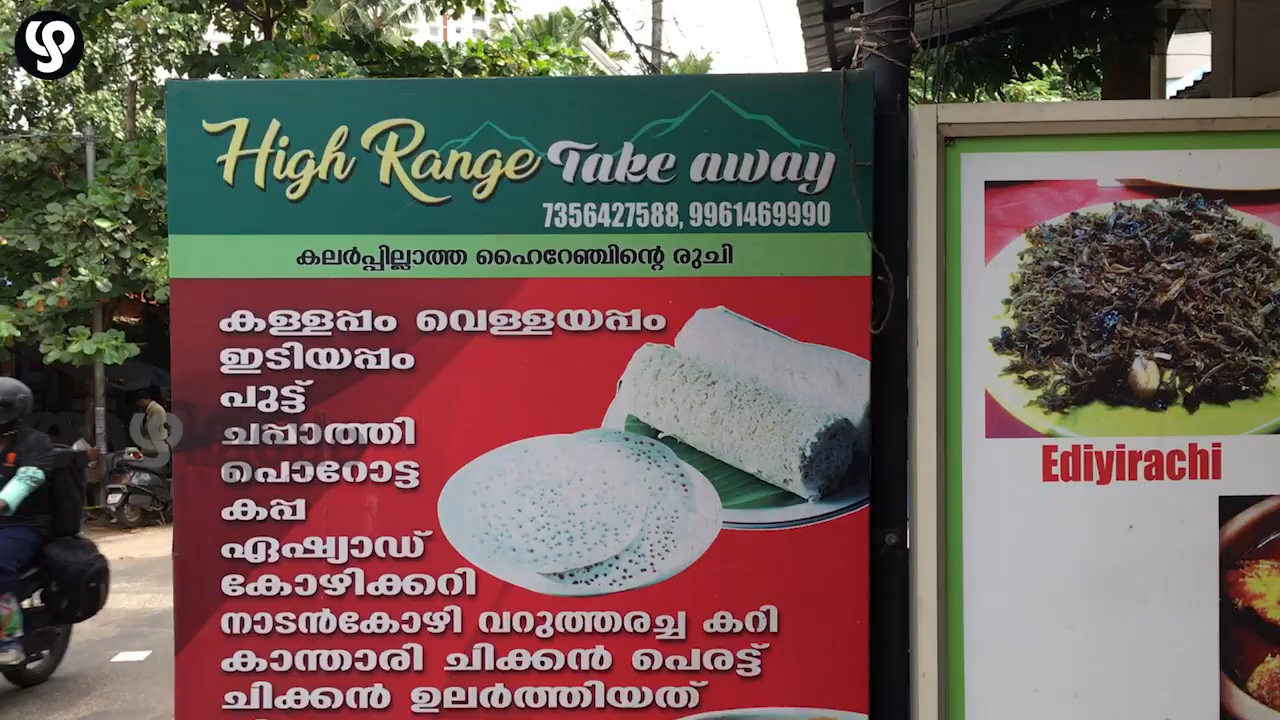 High Range Take away
7356427588, 9961469990
കലർപ്പില്ലാത്ത ഹൈറേഞ്ചിന്റെ രുചി
കള്ളപ്പം വെള്ളയപ്പം
ഇടിയപ്പം
പുട്ട്
ചപ്പാത്തി
പൊറോട്ട
കപ്പ
ഏഷ്യാഡ്
കോഴിക്കറി
നാടൻകോഴി വറുത്തരച്ച കറി
കാന്താരി ചിക്കൻ പെരട്ട്
ചിക്കൻ ഉലർത്തിയത്
Ediyirachi